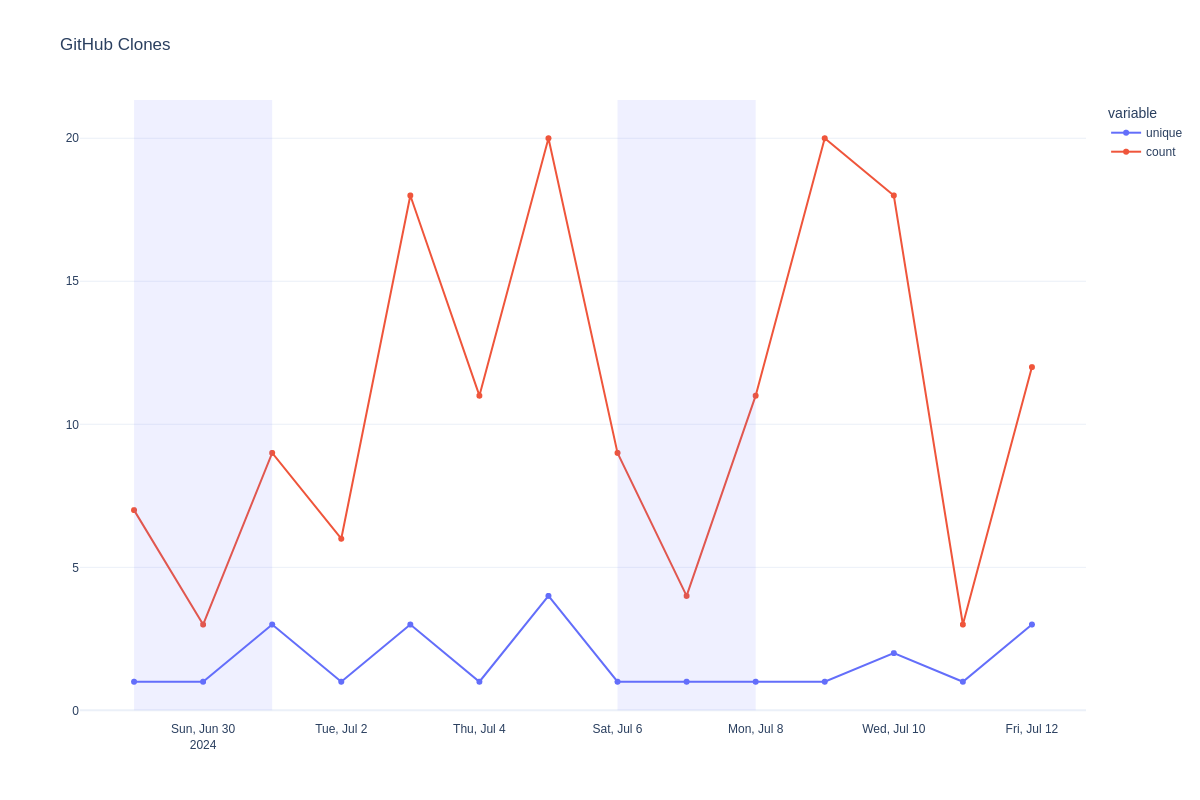 GitHub Clones
variable
unique
count
20
15
10
5
0
Sun, Jun 30
2024
Tue, Jul 2
Thu, Jul 4
Sat, Jul 6
Mon, Jul 8
Wed, Jul 10
Fri, Jul 12